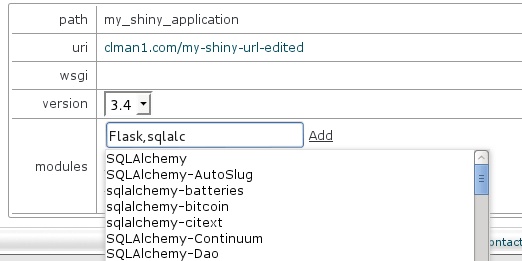 path my_shiny_application
uri clman1.com/my-shiny-url-edited
wsgi
version 3.4
Flask,sqlalc Add
modules
SQLAlchemy
SQLAlchemy-AutoSlug
sqlalchemy-batteries
sqlalchemy-bitcoin
sqlalchemy-citext
SQLAlchemy-Continuum
SQLAlchemy-Dao